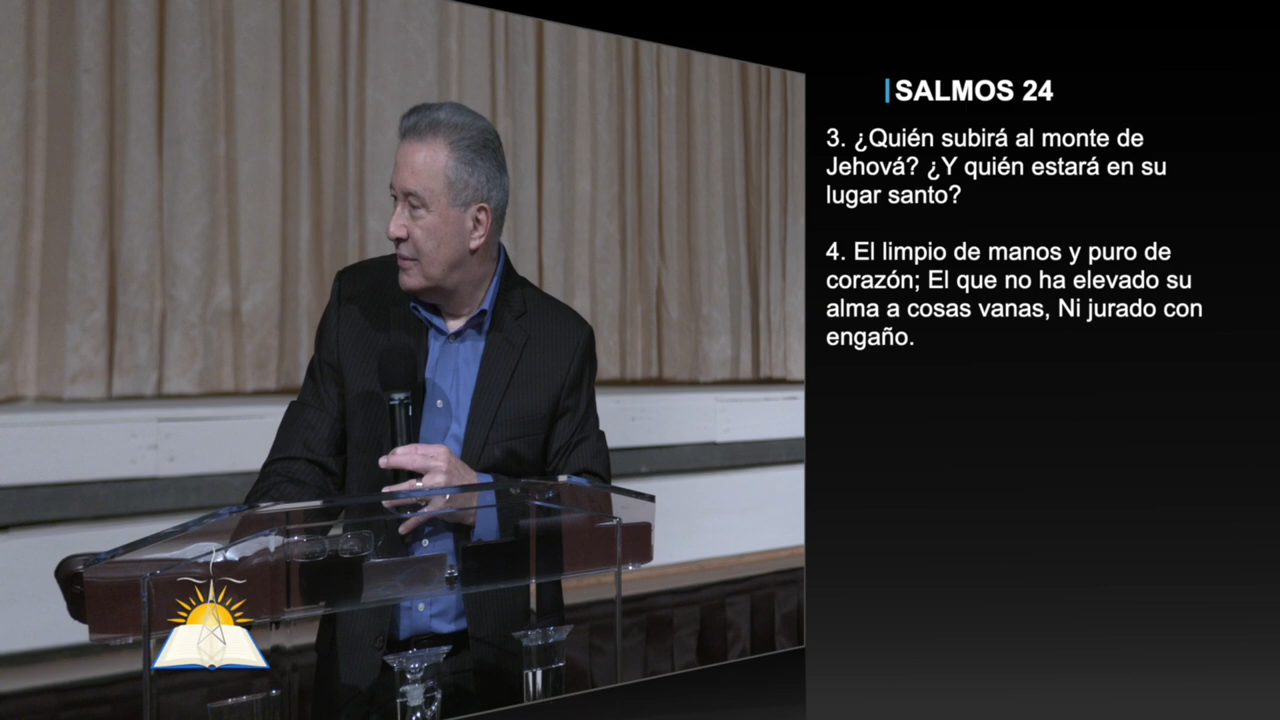 SALMOS 24
3. ¿Quién subirá al monte de
Jehová? ¿Y quién estará en su
lugar santo?
4. El limpio de manos y puro de
corazón; El que no ha elevado su
alma a cosas vanas, Ni jurado con
engaño.